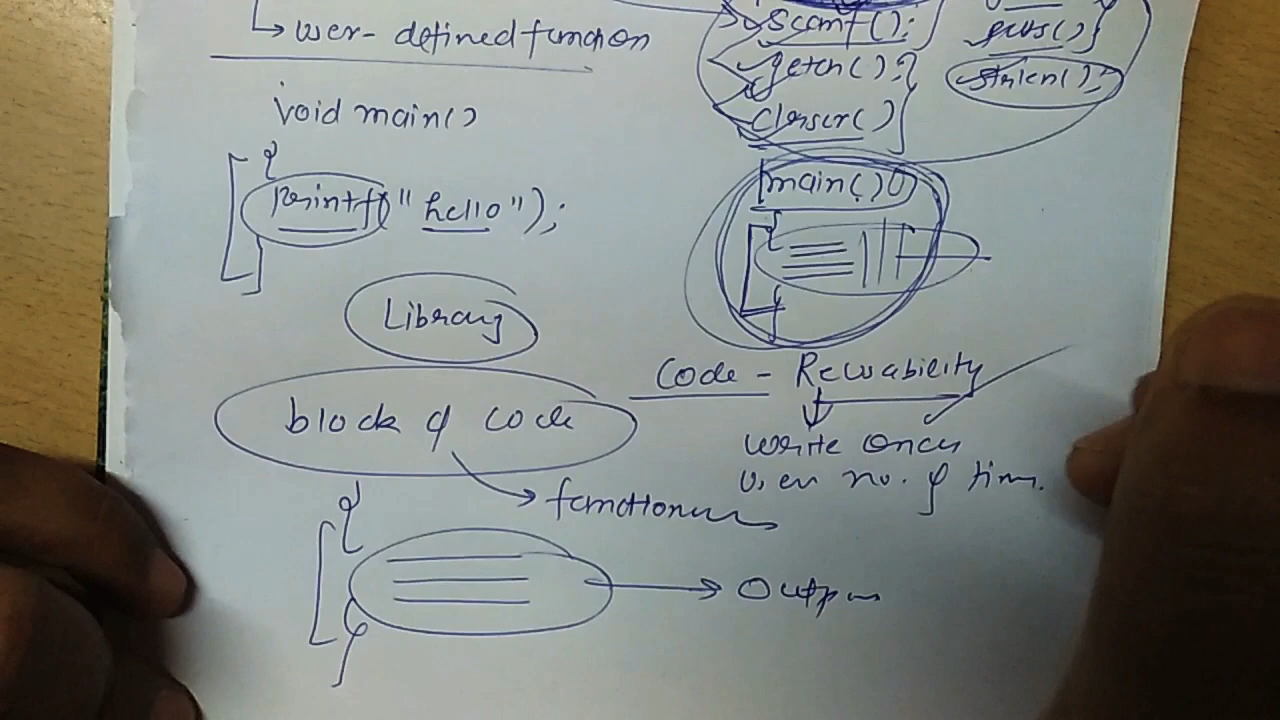 user-defined function
scanf();
getch();
clrscr()
puts()
strlen();
void main()
{
printf("hello");
}
main()
{
}
Library
Code - Reusability
write once
Use n no. of times.
block of code
functions
{
}
Output